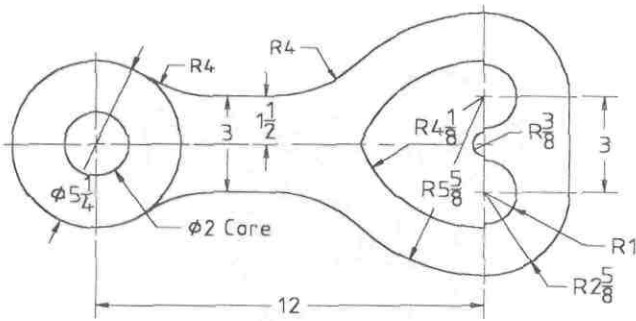 R4
R4
3
1 1/2
R4 1/8
R 3/8
3
R5 5/8
φ5 1/4
φ2 Core
R1
R2 5/8
12